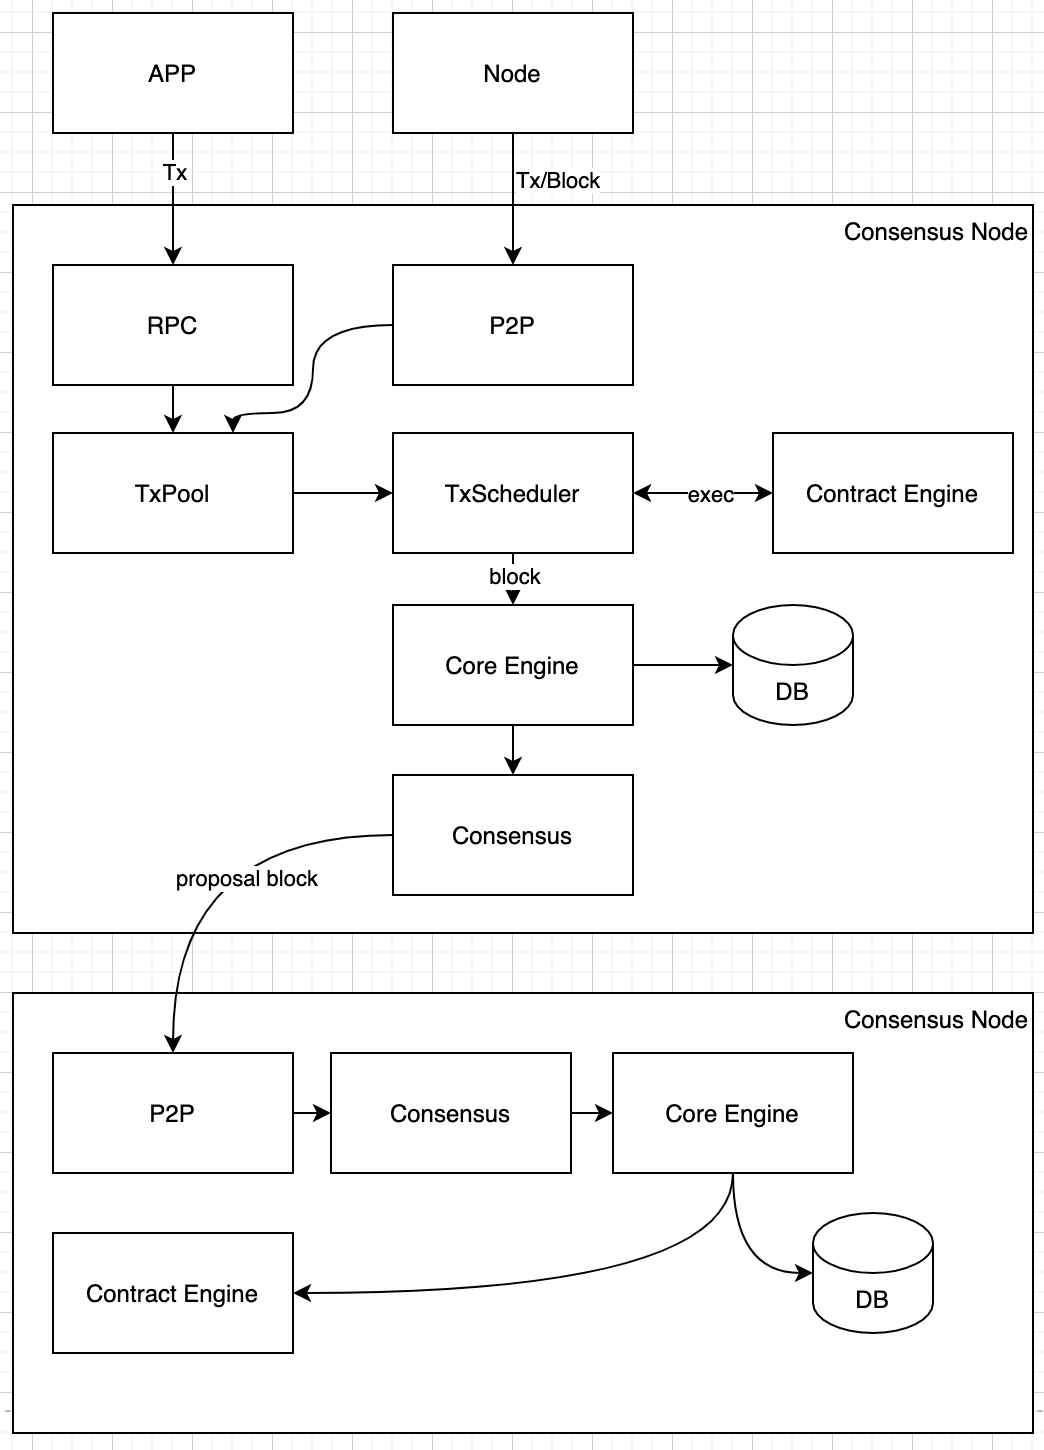 APP
Node
Tx
Tx/Block
Consensus Node
RPC
P2P
TxPool
TxScheduler
exec
Contract Engine
block
Core Engine
DB
Consensus
proposal block
Consensus Node
P2P
Consensus
Core Engine
Contract Engine
DB